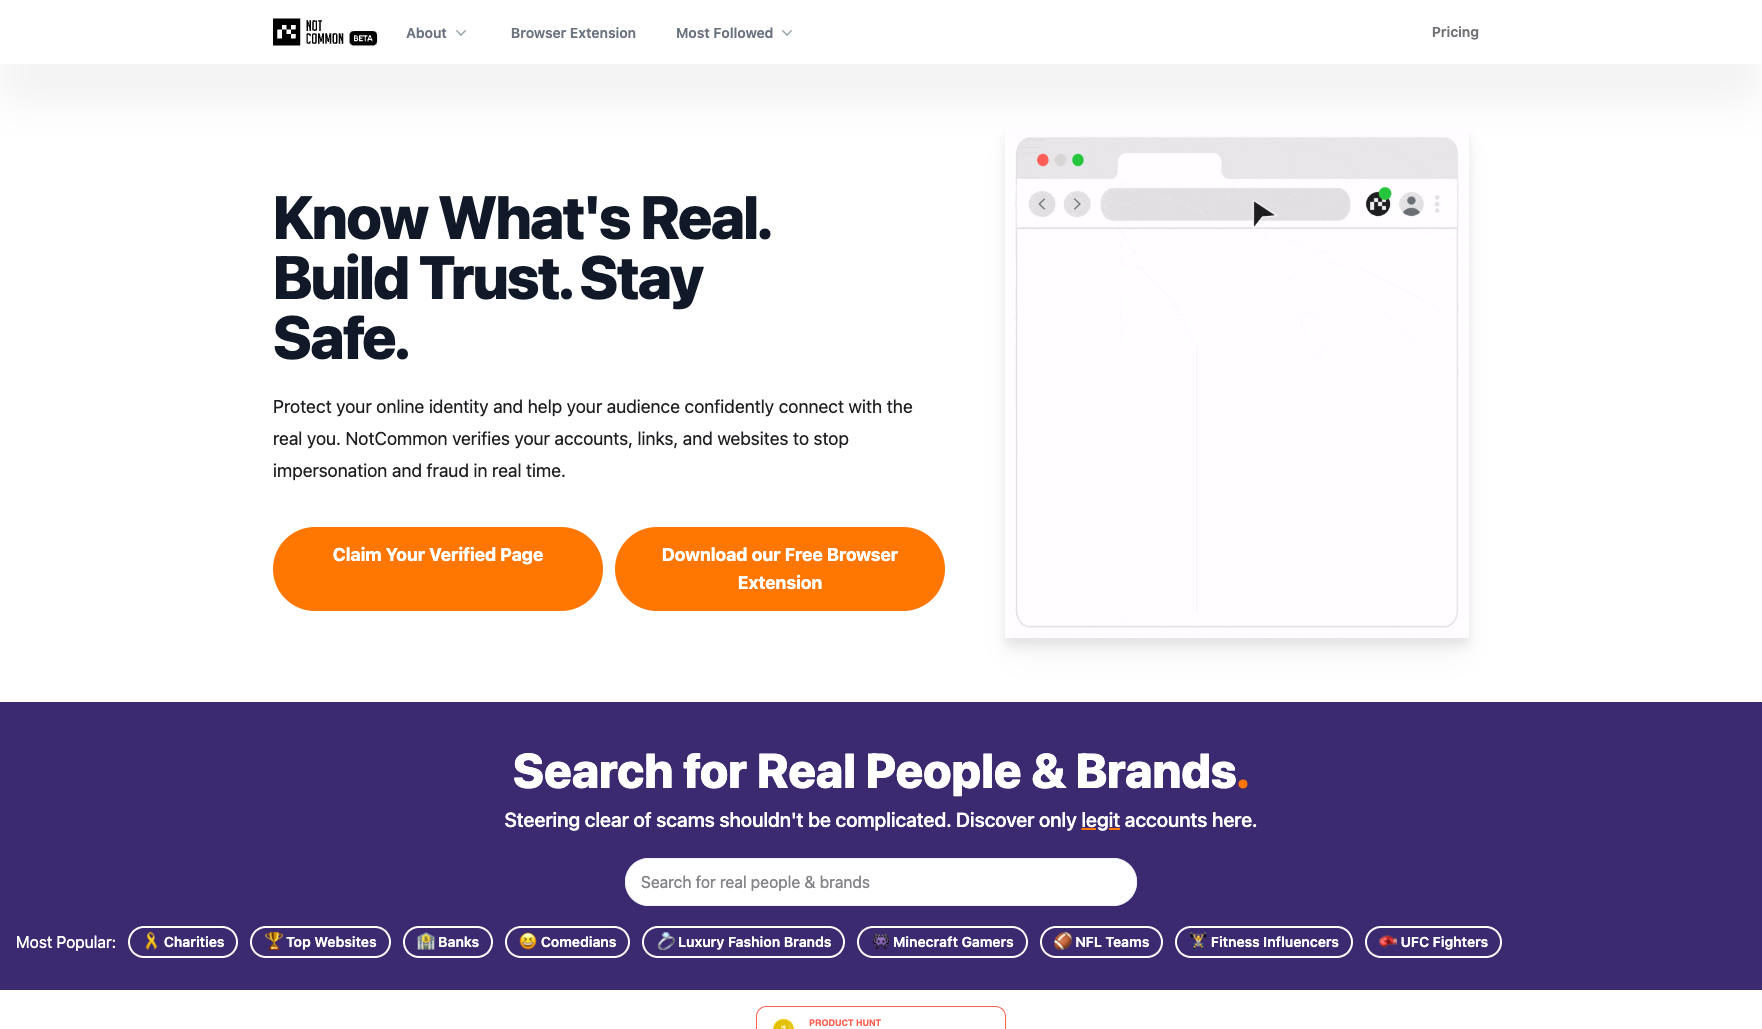 NOT
COMMON BETA
About
Browser Extension
Most Followed
Pricing
Know What's Real.
Build Trust. Stay
Safe.
Protect your online identity and help your audience confidently connect with the
real you. NotCommon verifies your accounts, links, and websites to stop
impersonation and fraud in real time.
Claim Your Verified Page
Download our Free Browser
Extension
Search for Real People & Brands.
Steering clear of scams shouldn't be complicated. Discover only legit accounts here.
Search for real people & brands
Most Popular:
Charities
Top Websites
Banks
Comedians
Luxury Fashion Brands
Minecraft Gamers
NFL Teams
Fitness Influencers
UFC Fighters
PRODUCT HUNT